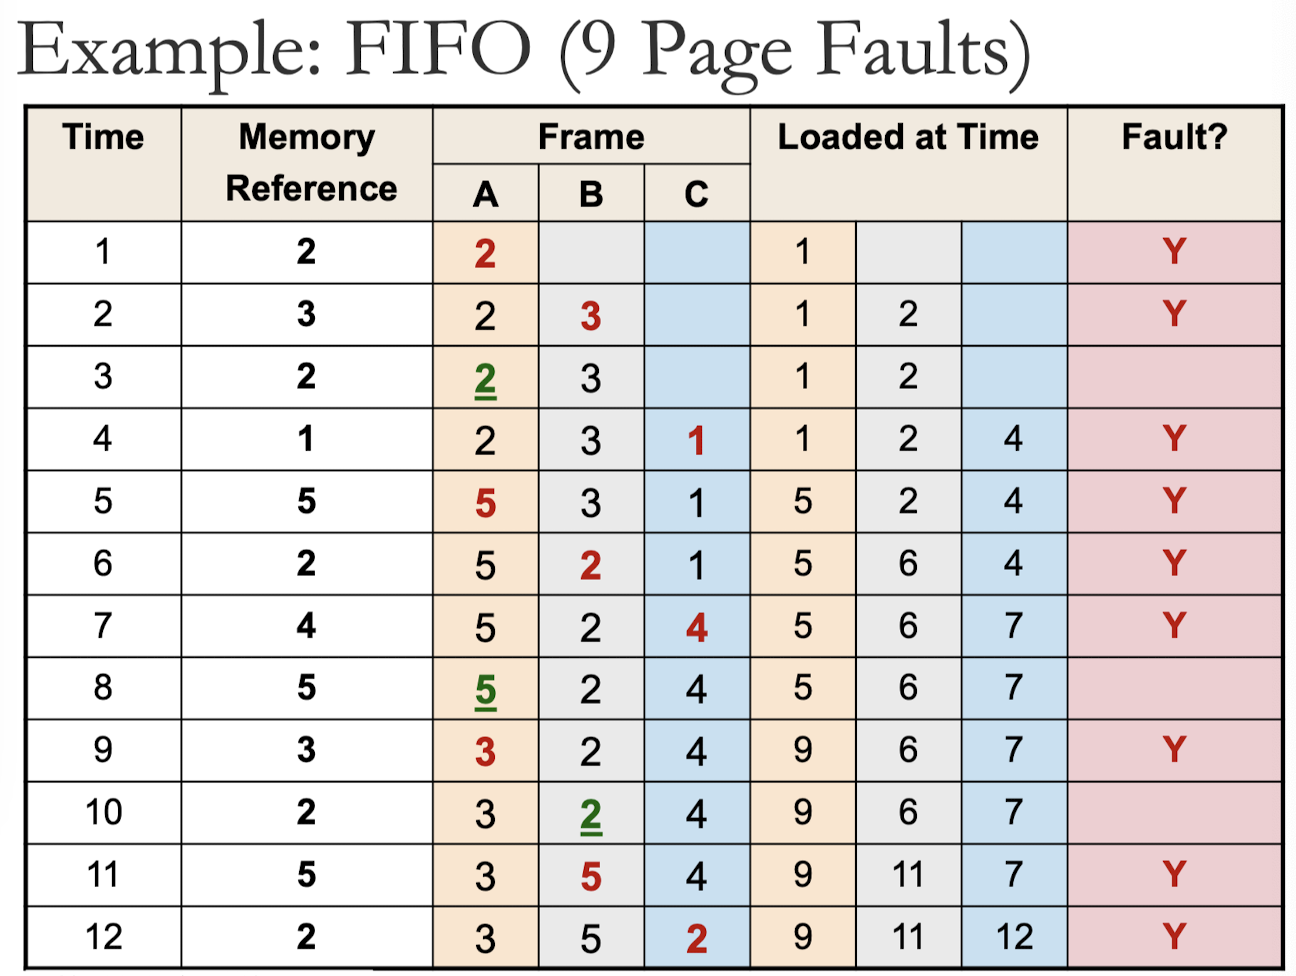 Example: FIFO (9 Page Faults)
Time Memory Reference Frame Loaded at Time Fault?
A B C
1 2 2 1 Y
2 3 2 3 1 2 Y
3 2 2 3 1 2
4 1 2 3 1 1 2 4 Y
5 5 5 3 1 5 2 4 Y
6 2 5 2 1 5 6 4 Y
7 4 5 2 4 5 6 7 Y
8 5 5 2 4 5 6 7
9 3 3 2 4 9 6 7 Y
10 2 3 2 4 9 6 7
11 5 3 5 4 9 11 7 Y
12 2 3 5 2 9 11 12 Y